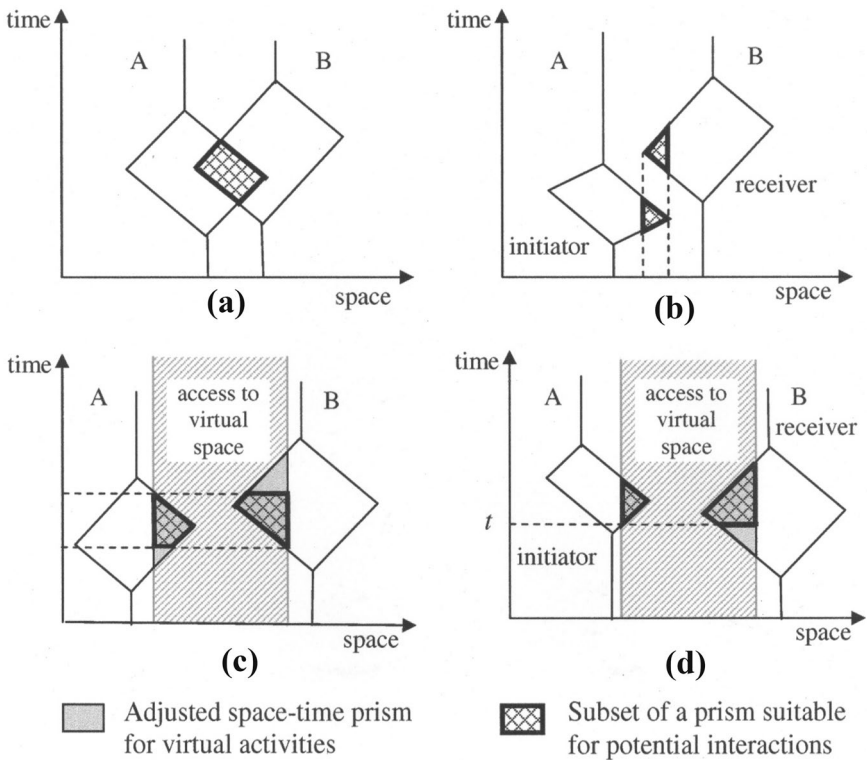 time
A
B
space
(a)
time
A
B
receiver
initiator
space
(b)
time
A
access to
virtual
space
B
space
(c)
time
A
access to
virtual
space
B
receiver
t
initiator
space
(d)
Adjusted space-time prism
for virtual activities
Subset of a prism suitable
for potential interactions